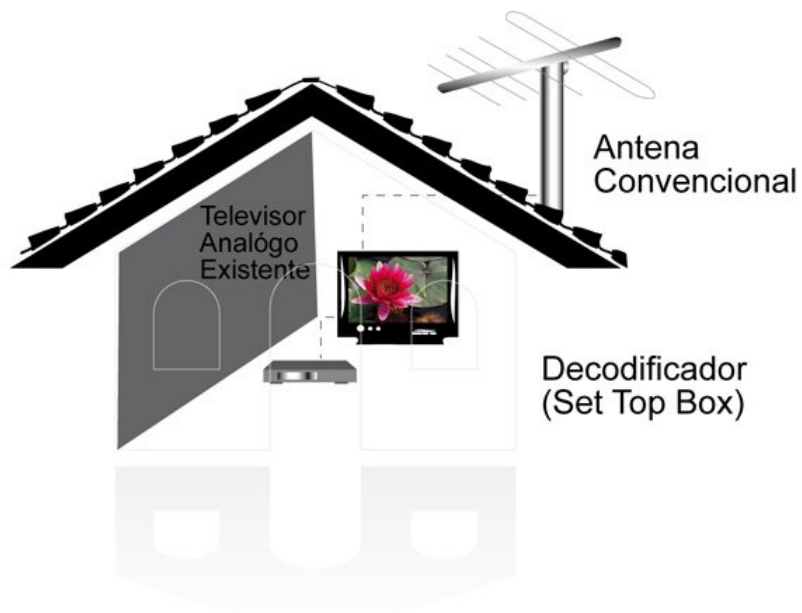 Antena
Convencional
Televisor
Analógo
Existente
Decodificador
(Set Top Box)